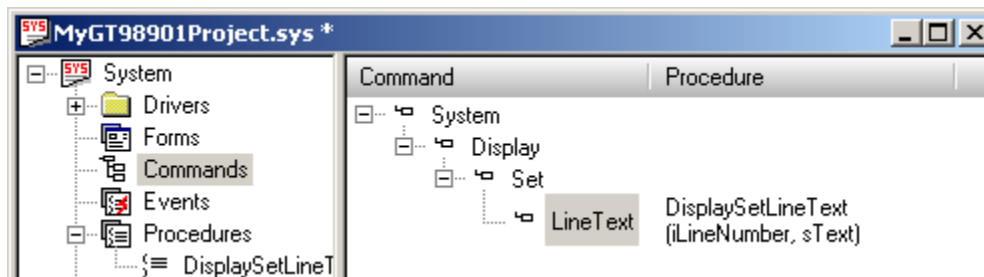 MyGT98901Project.sys *
System
Drivers
Forms
Commands
Events
Procedures
DisplaySetLineT
Command Procedure
System
Display
Set
LineText DisplaySetLineText
(iLineNumber, sText)